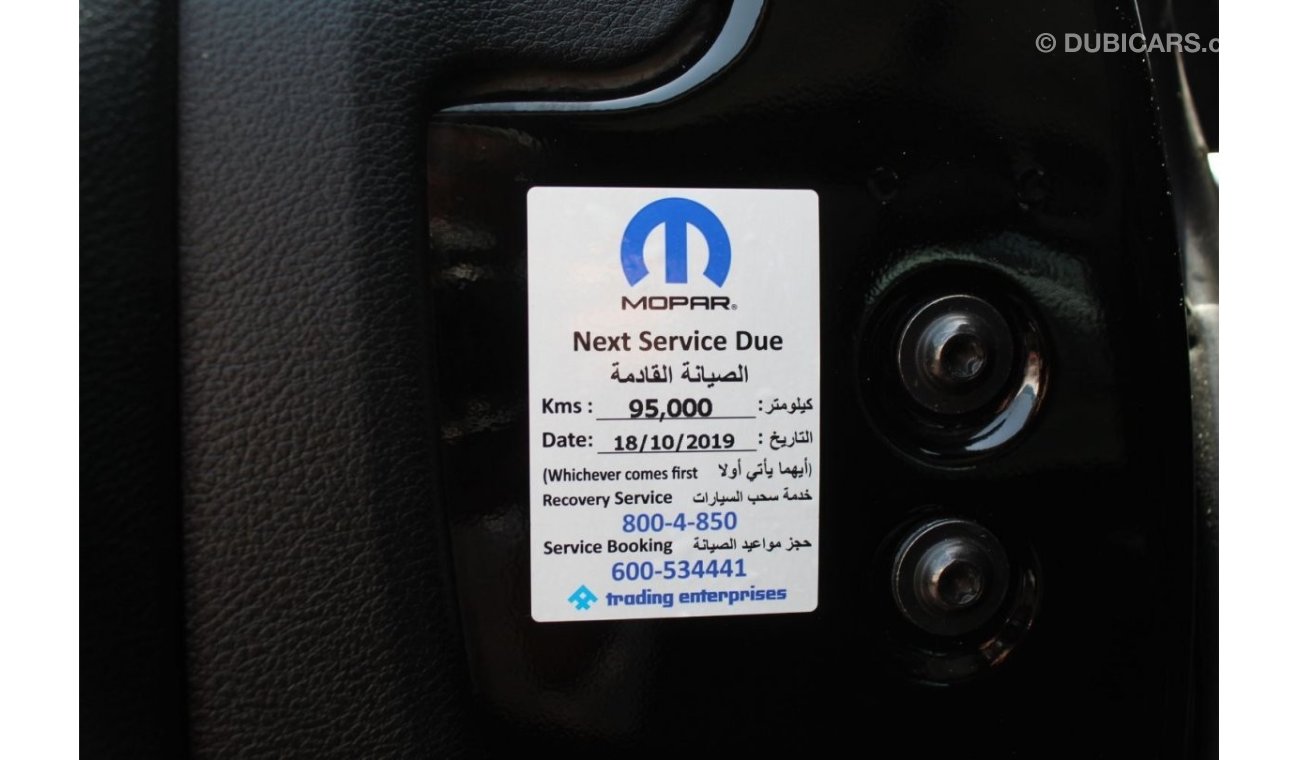 © DUBICARS.c
MOPAR®
Next Service Due
الصيانة القادمة
Kms : 95,000 كيلومتر:
Date: 18/10/2019 التاريخ :
(Whichever comes first أيهما يأتي أولا)
Recovery Service خدمة سحب السيارات
800-4-850
Service Booking حجز مواعيد الصيانة
600-534441
trading enterprises